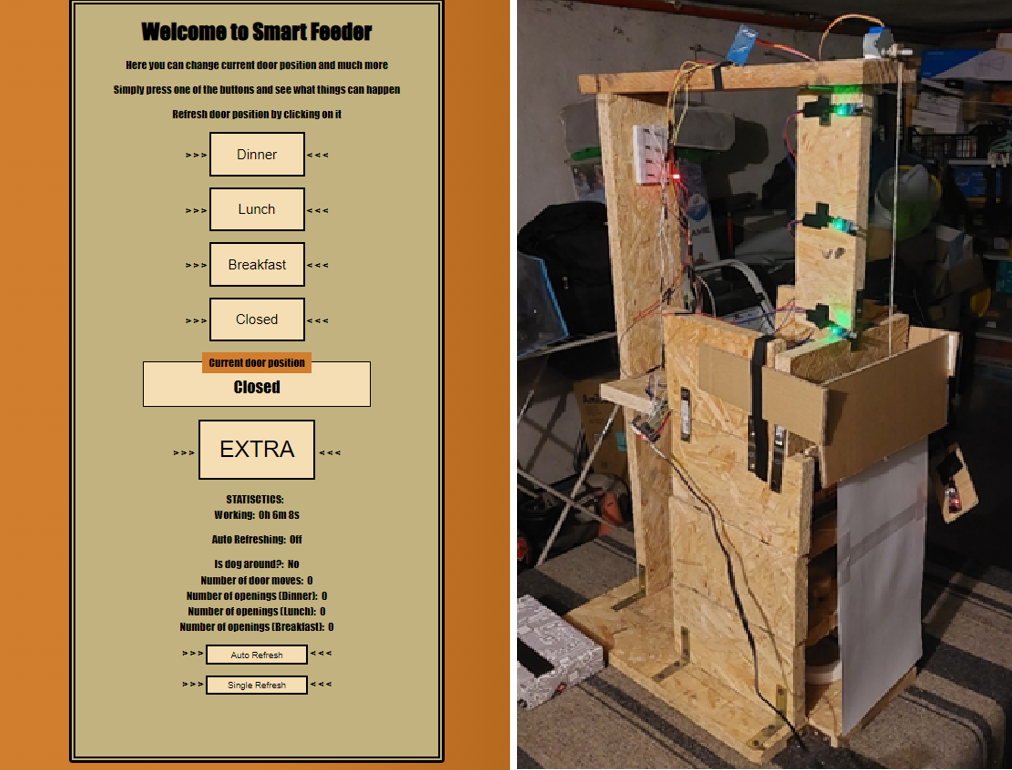 Welcome to Smart Feeder
Here you can change current door position and much more
Simply press one of the buttons and see what things can happen
Refresh door position by clicking on it
>>> Dinner <<<
>>> Lunch <<<
>>> Breakfast <<<
>>> Closed <<<
Current door position
Closed
>>> EXTRA <<<
STATISCTICS:
Working: 0h 6m 8s
Auto Refreshing: Off
Is dog around?: No
Number of door moves: 0
Number of openings (Dinner): 0
Number of openings (Lunch): 0
Number of openings (Breakfast): 0
>>> Auto Refresh <<<
>>> Single Refresh <<<